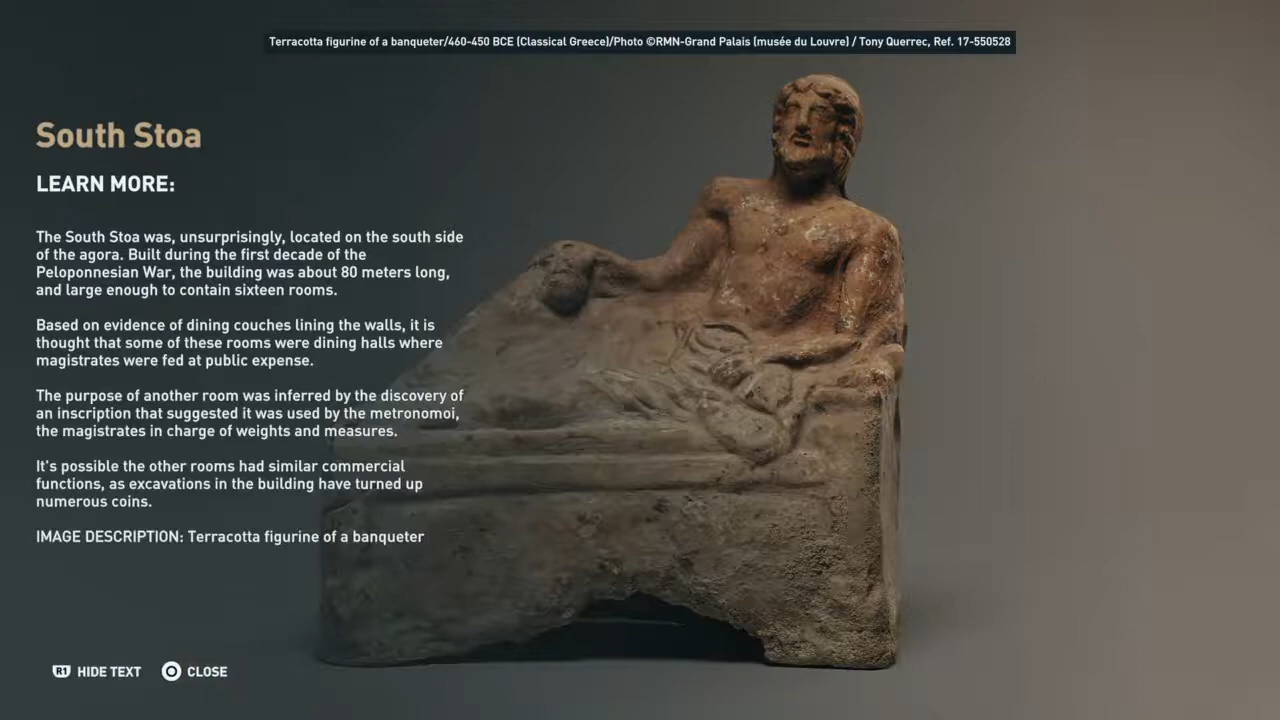 Terracotta figurine of a banqueter/460-450 BCE (Classical Greece)/Photo ©RMN-Grand Palais (musée du Louvre) / Tony Querrec, Ref. 17-550528
South Stoa
LEARN MORE:
The South Stoa was, unsurprisingly, located on the south side
of the agora. Built during the first decade of the
Peloponnesian War, the building was about 80 meters long,
and large enough to contain sixteen rooms.
Based on evidence of dining couches lining the walls, it is
thought that some of these rooms were dining halls where
magistrates were fed at public expense.
The purpose of another room was inferred by the discovery of
an inscription that suggested it was used by the metronomoi,
the magistrates in charge of weights and measures.
It's possible the other rooms had similar commercial
functions, as excavations in the building have turned up
numerous coins.
IMAGE DESCRIPTION: Terracotta figurine of a banqueter
R1 HIDE TEXT CLOSE